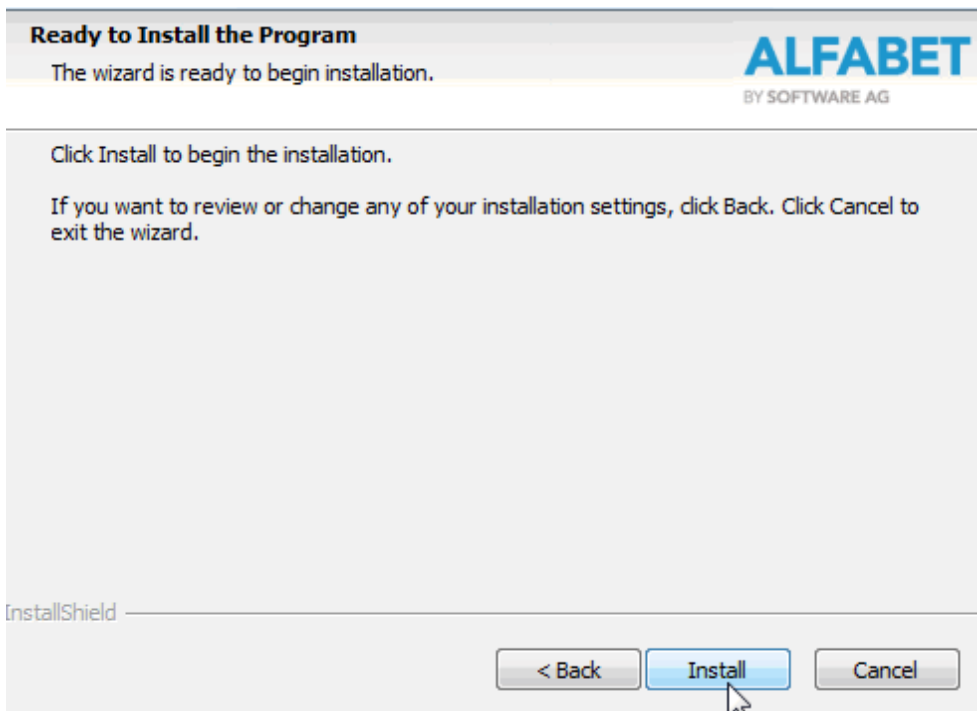 Ready to Install the Program
The wizard is ready to begin installation.
ALFABET
BY SOFTWARE AG
Click Install to begin the installation.
If you want to review or change any of your installation settings, click Back. Click Cancel to
exit the wizard.
InstallShield
< Back
Install
Cancel